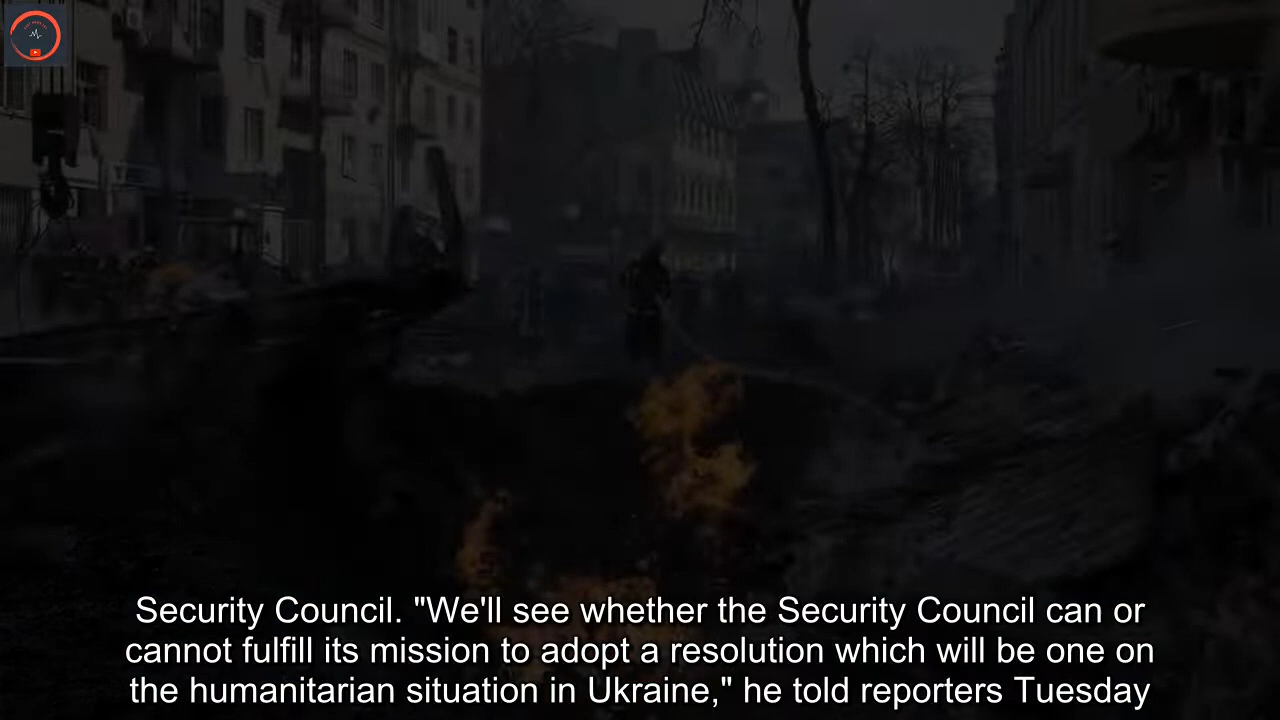 Security Council. "We'll see whether the Security Council can or
cannot fulfill its mission to adopt a resolution which will be one on
the humanitarian situation in Ukraine," he told reporters Tuesday